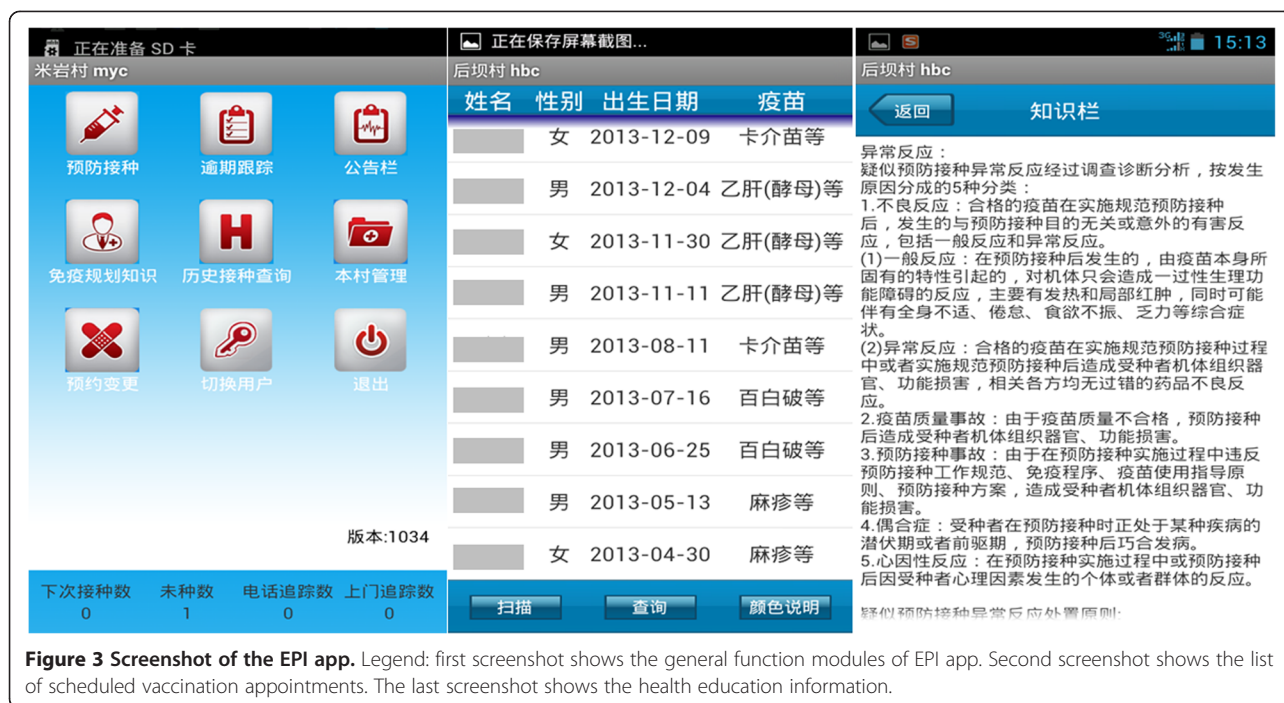 正在准备 SD 卡
米岩村 myc
预防接种 逾期跟踪 公告栏
免疫规划知识 历史接种查询 本村管理
预约变更 切换用户 退出
版本:1034
下次接种数 未种数 电话追踪数 上门追踪数
0 1 0 0
正在保存屏幕截图...
后坝村 hbc
姓名 性别 出生日期 疫苗
女 2013-12-09 卡介苗等
男 2013-12-04 乙肝(酵母)等
女 2013-11-30 乙肝(酵母)等
男 2013-11-11 乙肝(酵母)等
男 2013-08-11 卡介苗等
男 2013-07-16 百白破等
男 2013-06-25 百白破等
男 2013-05-13 麻疹等
女 2013-04-30 麻疹等
扫描 查询 颜色说明
S 3G 15:13
后坝村 hbc
返回 知识栏
异常反应：
疑似预防接种异常反应经过调查诊断分析，按发生
原因分成的5种分类：
1.不良反应：合格的疫苗在实施规范预防接种
后，发生的与预防接种目的无关或意外的有害反
应，包括一般反应和异常反应。
(1)一般反应：在预防接种后发生的，由疫苗本身所
固有的特性引起的，对机体只会造成一过性生理功
能障碍的反应，主要有发热和局部红肿，同时可能
伴有全身不适、倦怠、食欲不振、乏力等综合症
状。
(2)异常反应：合格的疫苗在实施规范预防接种过程
中或者实施规范预防接种后造成受种者机体组织器
官、功能损害，相关各方均无过错的药品不良反
应。
2.疫苗质量事故：由于疫苗质量不合格，预防接种
后造成受种者机体组织器官、功能损害。
3.预防接种事故：由于在预防接种实施过程中违反
预防接种工作规范、免疫程序、疫苗使用指导原
则、预防接种方案，造成受种者机体组织器官、功
能损害。
4.偶合症：受种者在预防接种时正处于某种疾病的
潜伏期或者前驱期，预防接种后巧合发病。
5.心因性反应：在预防接种实施过程中或预防接种
后因受种者心理因素发生的个体或者群体的反应。
疑似预防接种异常反应处置原则:
Figure 3 Screenshot of the EPI app. Legend: first screenshot shows the general function modules of EPI app. Second screenshot shows the list
of scheduled vaccination appointments. The last screenshot shows the health education information.